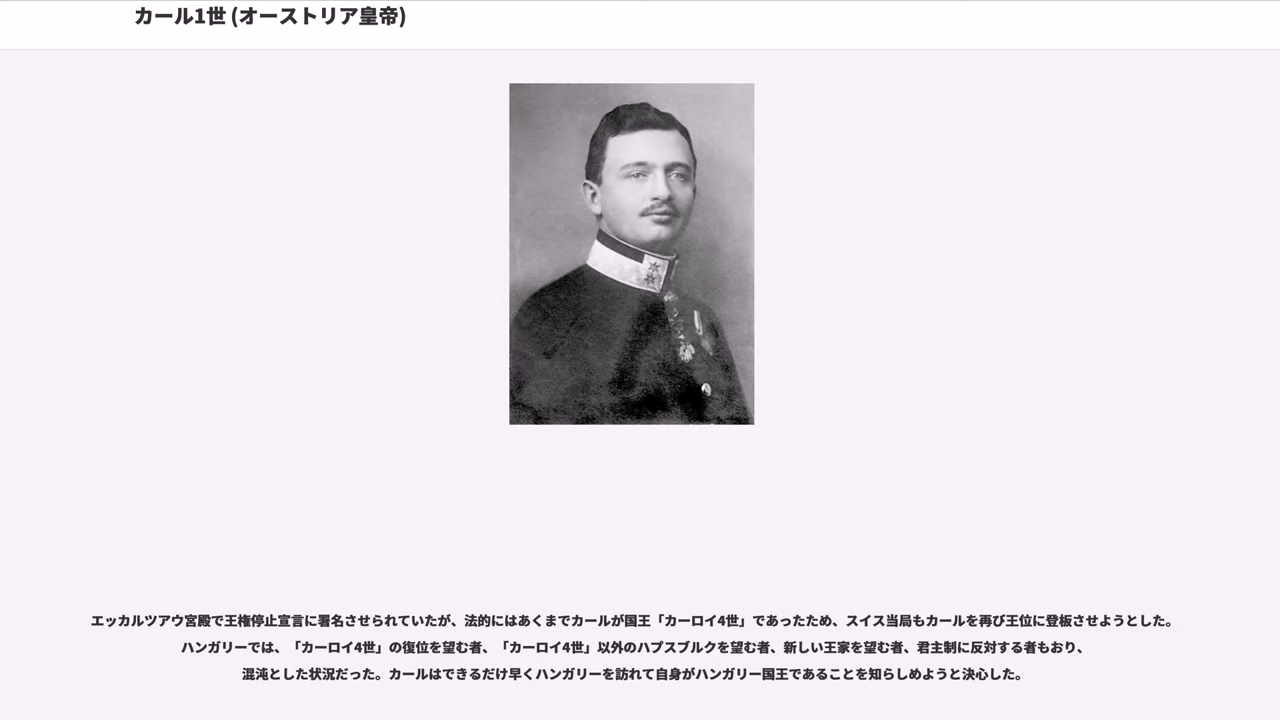 カール1世 (オーストリア皇帝)
エッカルツアウ宮殿で王権停止宣言に署名させられていたが、法的にはあくまでカールが国王「カーロイ4世」であったため、スイス当局もカールを再び王位に登板させようとした。
ハンガリーでは、「カーロイ4世」の復位を望む者、「カーロイ4世」以外のハプスブルクを望む者、新しい王家を望む者、君主制に反対する者もおり、
混沌とした状況だった。カールはできるだけ早くハンガリーを訪れて自身がハンガリー国王であることを知らしめようと決心した。